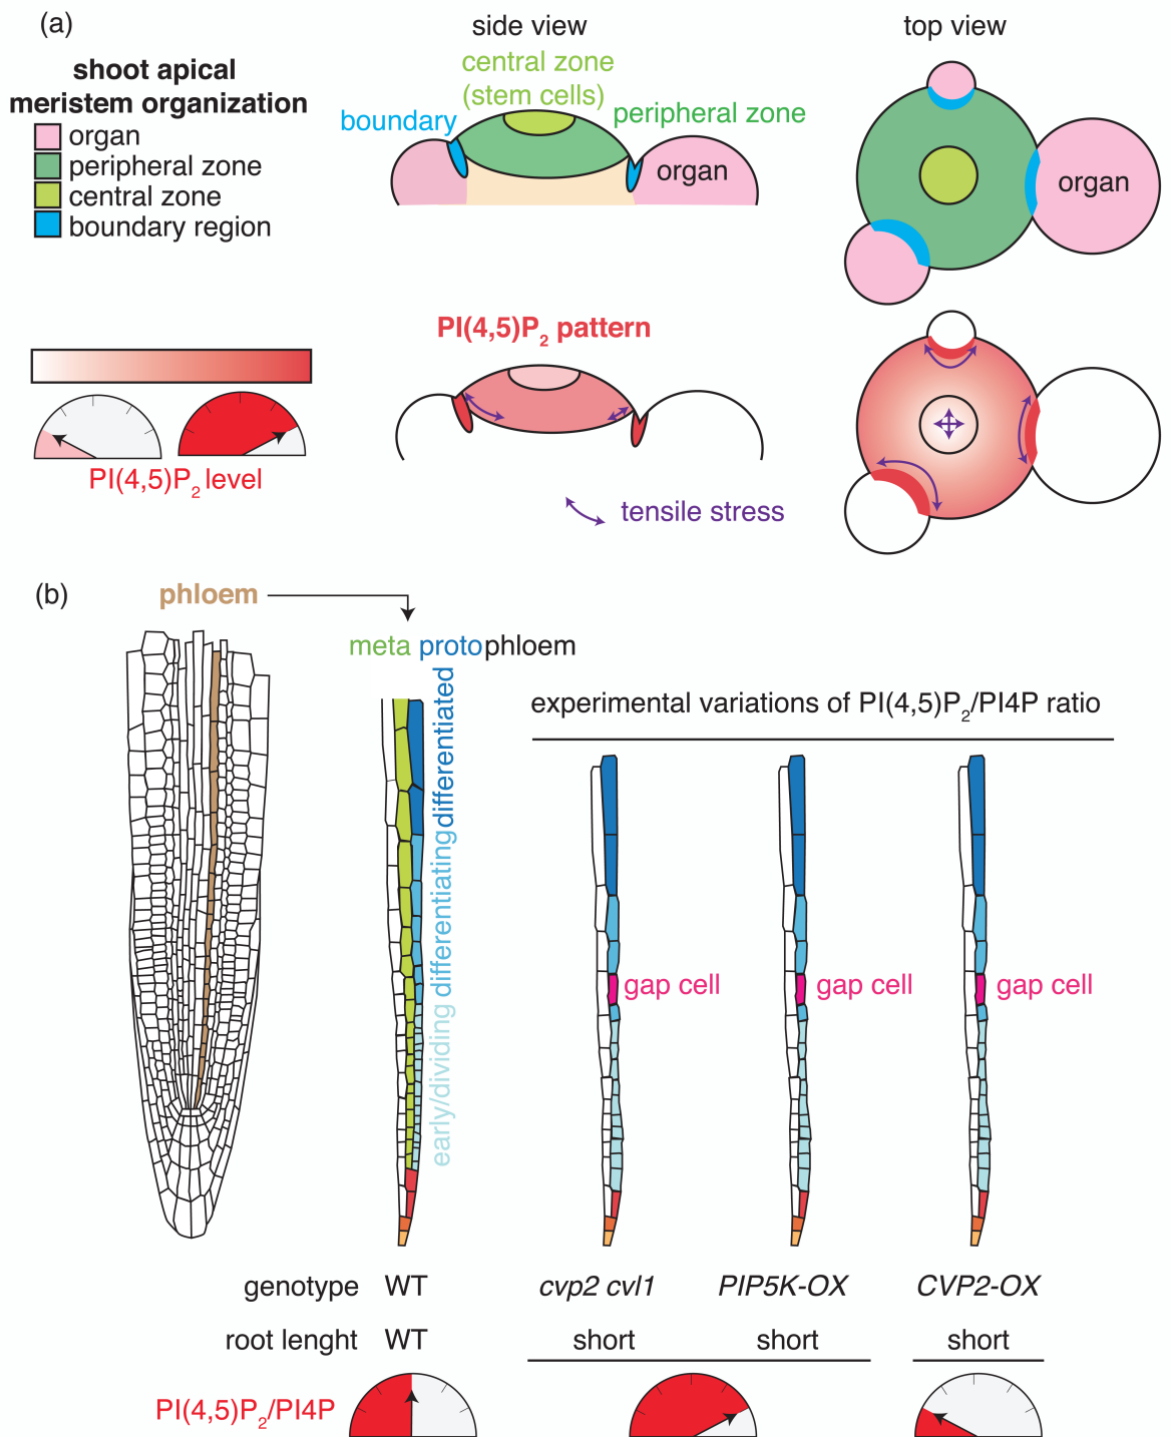 (a)
shoot apical
meristem organization
organ
peripheral zone
central zone
boundary region
side view
central zone
(stem cells)
boundary
peripheral zone
organ
top view
organ
PI(4,5)P2 level
PI(4,5)P2 pattern
tensile stress
(b)
phloem
meta protophloem
differentiated
differentiating
early/dividing
experimental variations of PI(4,5)P2/PI4P ratio
gap cell
gap cell
gap cell
genotype WT cvp2 cvl1 PIP5K-OX CVP2-OX
root lenght WT short short short
PI(4,5)P2/PI4P